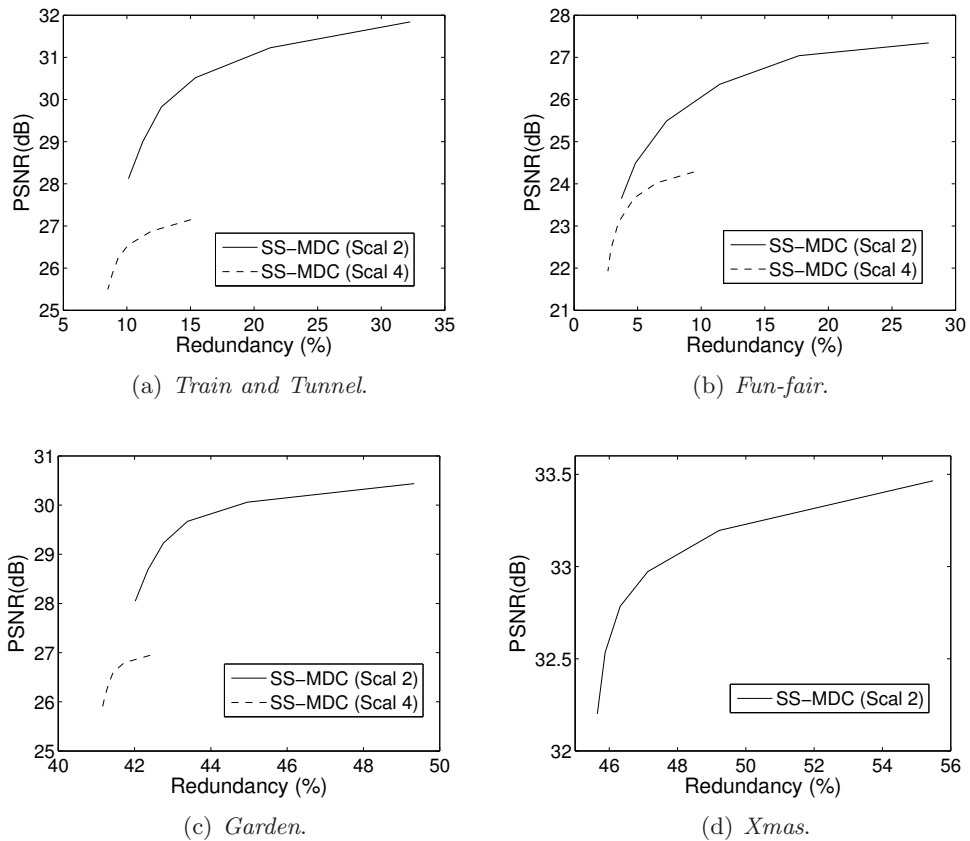 32
31
30
29
28
27
26
25
PSNR(dB)
5 10 15 20 25 30 35
Redundancy (%)
SS−MDC (Scal 2)
SS−MDC (Scal 4)
(a) Train and Tunnel.
28
27
26
25
24
23
22
21
PSNR(dB)
0 5 10 15 20 25 30
Redundancy (%)
SS−MDC (Scal 2)
SS−MDC (Scal 4)
(b) Fun-fair.
31
30
29
28
27
26
25
PSNR(dB)
40 42 44 46 48 50
Redundancy (%)
SS−MDC (Scal 2)
SS−MDC (Scal 4)
(c) Garden.
33.5
33
32.5
32
PSNR(dB)
46 48 50 52 54 56
Redundancy (%)
SS−MDC (Scal 2)
(d) Xmas.